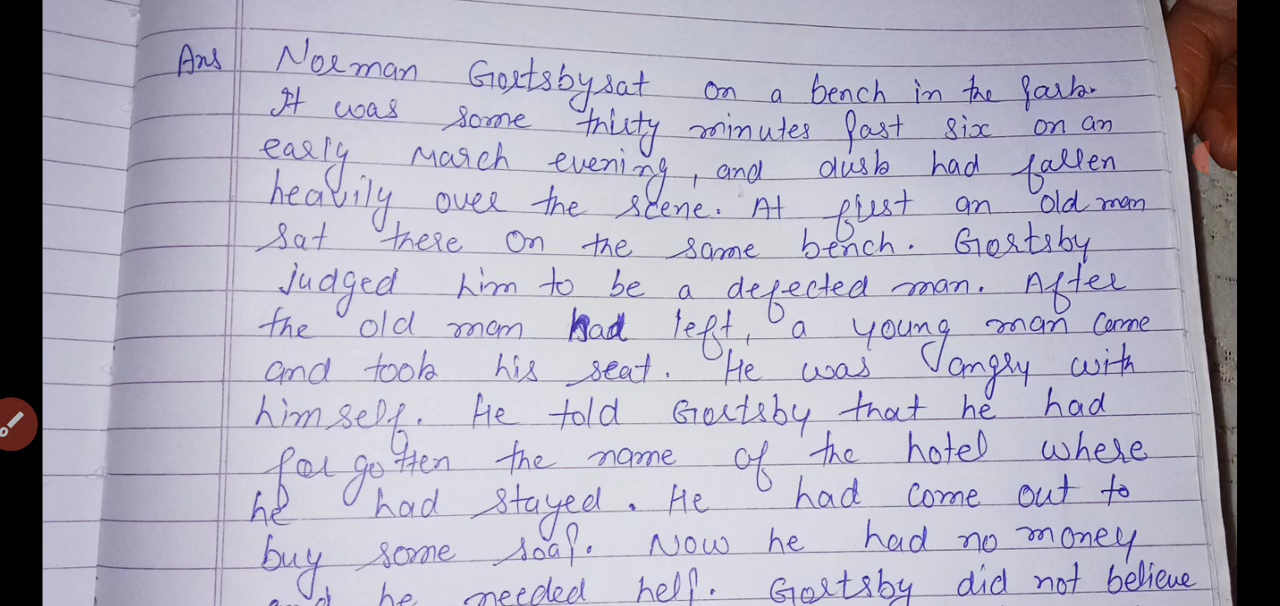 Ans Norman Gortsby sat on a bench in the park.
It was some thirty minutes past six on an
early March evening, and dusk had fallen
heavily over the scene. At first an old man
sat there on the same bench. Gortsby
judged him to be a defected man. After
the old man had left, a young man came
and took his seat. He was angry with
himself. He told Gortsby that he had
forgotten the name of the hotel where
he had stayed. He had come out to
buy some soap. Now he had no money
and he needed help. Gortsby did not believe